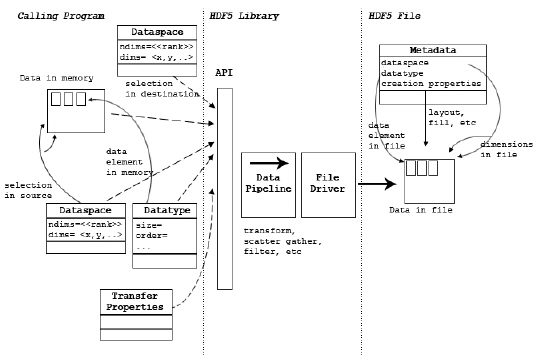 Calling Program
HDF5 Library
HDF5 File
Dataspace
ndims=<<rank>>
dims= <x,y,..>
Metadata
dataspace
datatype
creation properties
Data in memory
API
selection
in destination
layout,
fill, etc
data
element
in file
dimensions
in file
data
element
in memory
selection
in source
Data
Pipeline
File
Driver
Data in file
Dataspace
ndims=<<rank>>
dims= <x,y,..>
Datatype
size=
order=
...
transform,
scatter gather,
filter, etc
Transfer
Properties